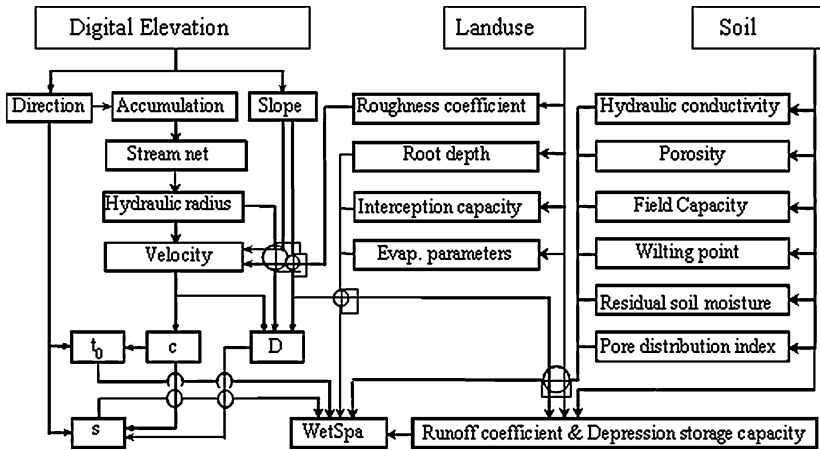 Digital Elevation
Landuse
Soil
Direction
Accumulation
Slope
Roughness coefficient
Hydraulic conductivity
Stream net
Root depth
Porosity
Hydraulic radius
Interception capacity
Field Capacity
Velocity
Evap. parameters
Wilting point
Residual soil moisture
t0
c
D
Pore distribution index
s
WetSpa
Runoff coefficient & Depression storage capacity